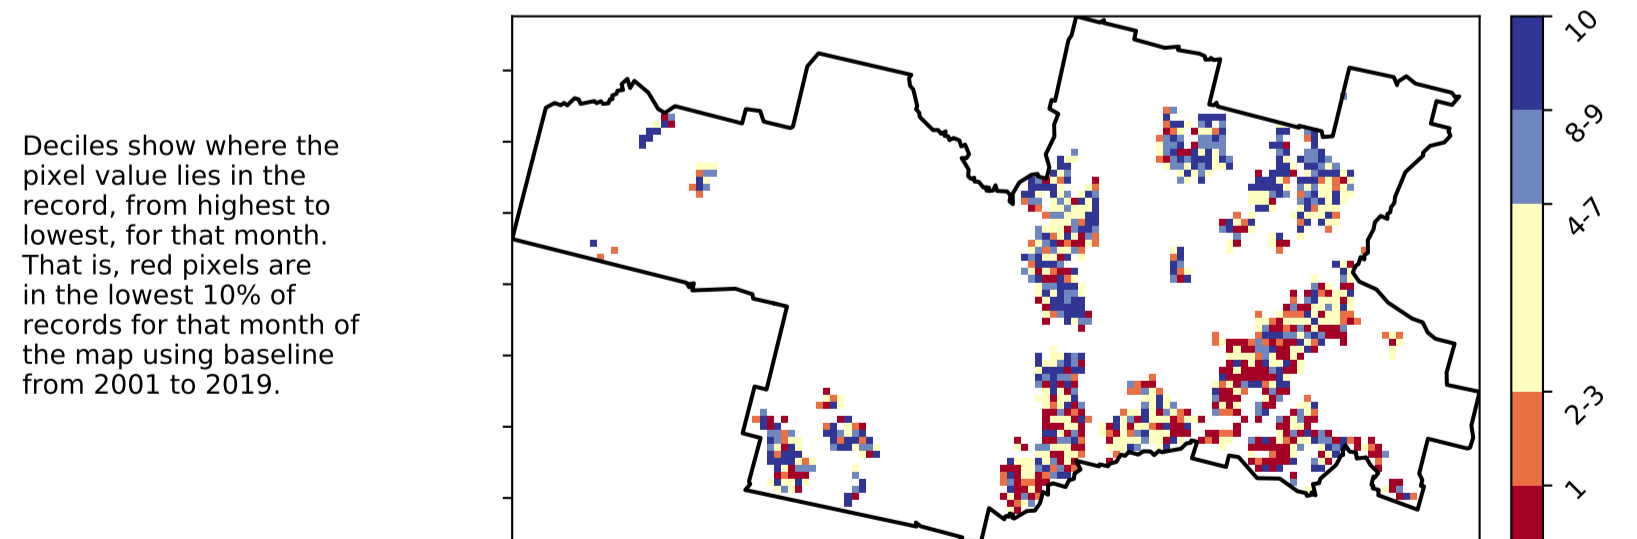 Deciles show where the
pixel value lies in the
record, from highest to
lowest, for that month.
That is, red pixels are
in the lowest 10% of
records for that month of
the map using baseline
from 2001 to 2019.
10
8-9
4-7
2-3
1